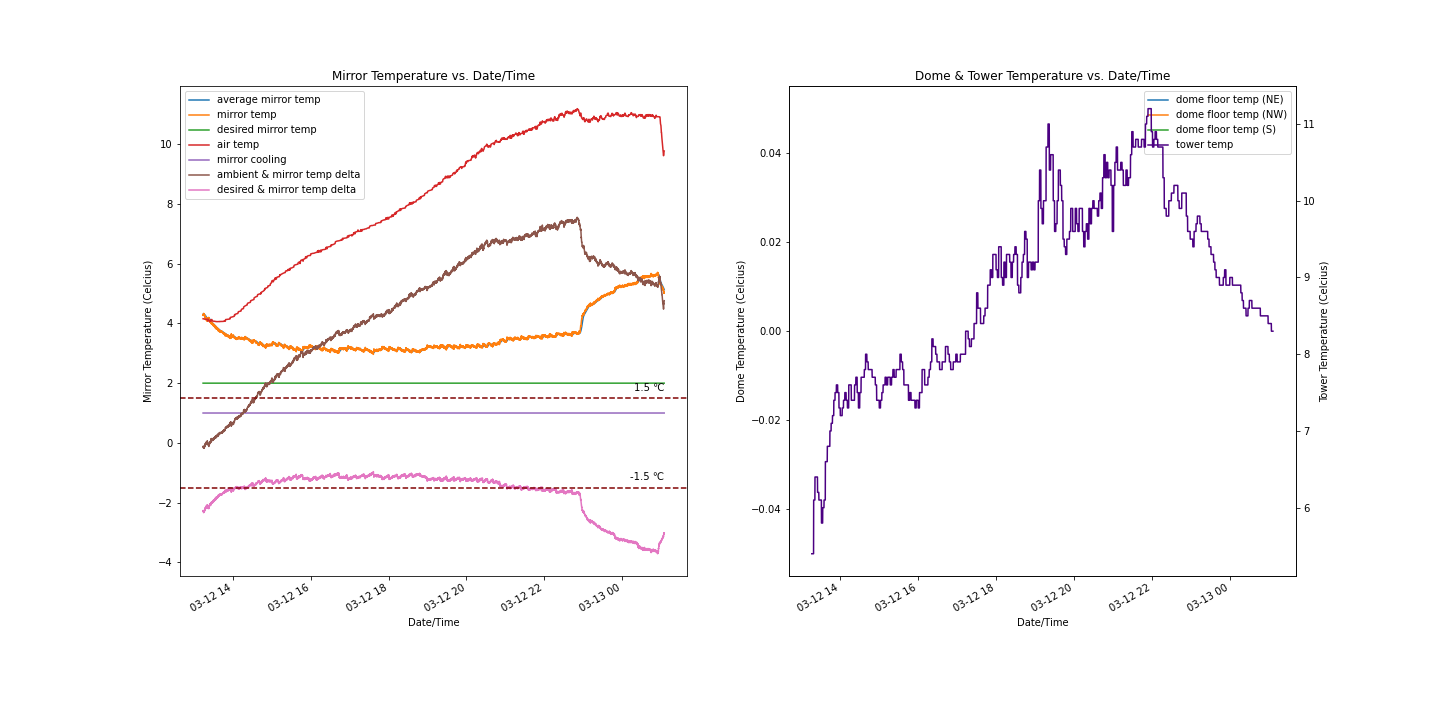 Mirror Temperature vs. Date/Time
average mirror temp
mirror temp
desired mirror temp
air temp
mirror cooling
ambient & mirror temp delta
desired & mirror temp delta
10
8
6
4
2
0
−2
−4
Mirror Temperature (Celcius)
1.5 °C
-1.5 °C
03-12 14
03-12 16
03-12 18
03-12 20
03-12 22
03-13 00
Date/Time
Dome & Tower Temperature vs. Date/Time
dome floor temp (NE)
dome floor temp (NW)
dome floor temp (S)
tower temp
0.04
0.02
0.00
−0.02
−0.04
Dome Temperature (Celcius)
11
10
9
8
7
6
Tower Temperature (Celcius)
03-12 14
03-12 16
03-12 18
03-12 20
03-12 22
03-13 00
Date/Time